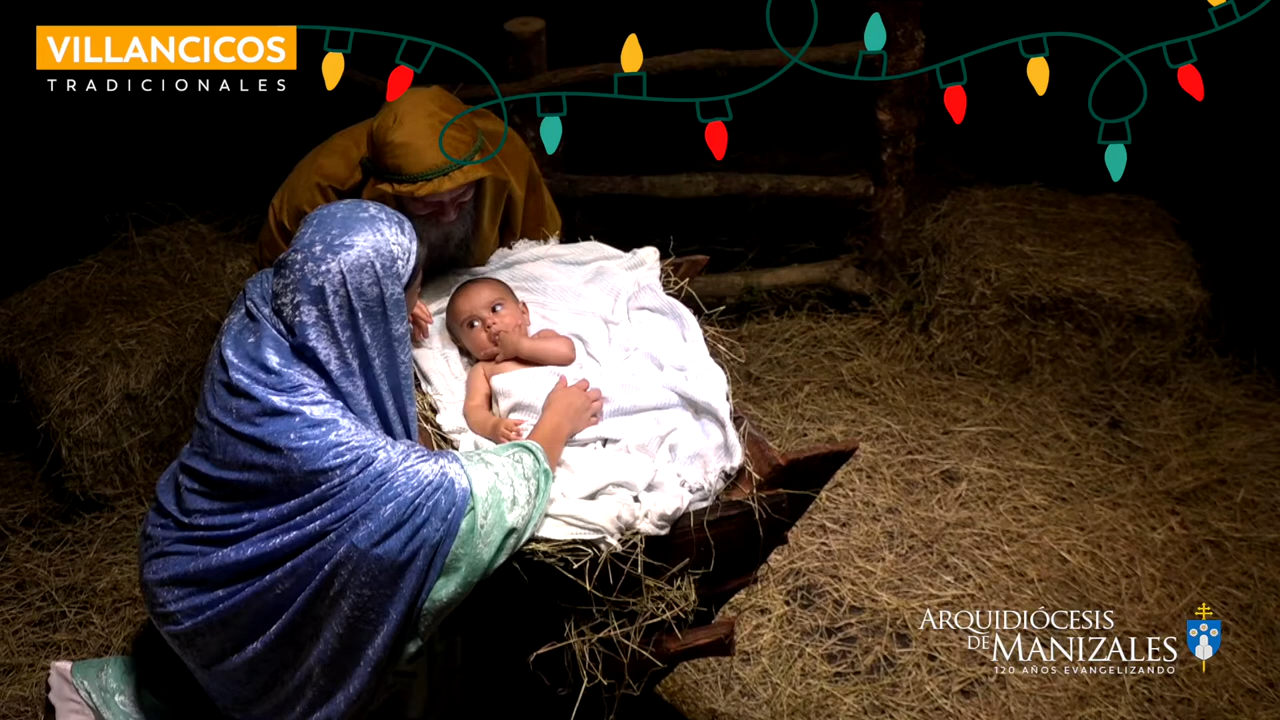 VILLANCICOS
TRADICIONALES
ARQUIDIÓCESIS
DE MANIZALES
120 AÑOS EVANGELIZANDO